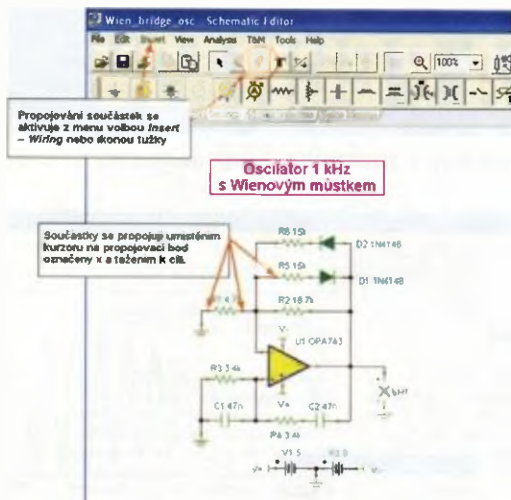 Wien_bridge_osc Schematic Editor
File Edit Insert View Analysis T&M Tools Help
100%
Propojování součástek se
aktivuje z menu volbou Insert
– Wiring nebo ikonou tužky
Oscilator 1 kHz
s Wienovým můstkem
Součástky se propojují umístěním
kurzoru na propojovací bod
označený x a tažením k cíli.
R6 15k
D2 1N4148
R5 15k
D1 1N4148
R2 18.7k
V-
U1 OPA743
R3 3.4k
V+
C1 47n
C2 47n
R4 3.4k
V1 5